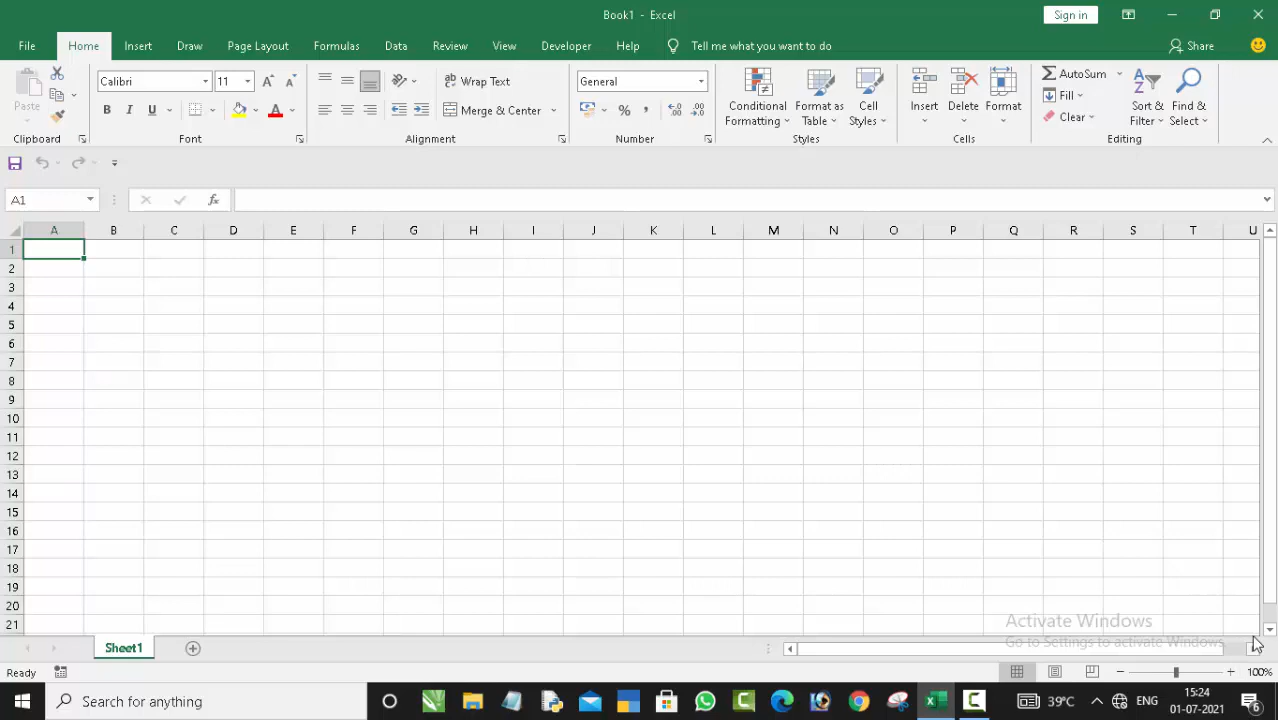 Book1 - Excel
Sign in
File Home Insert Draw Page Layout Formulas Data Review View Developer Help Tell me what you want to do Share
Paste
Calibri 11
B I U
A A
A
Wrap Text
Merge & Center
General
%
Conditional Formatting
Format as Table
Cell Styles
Insert
Delete
Format
AutoSum
Fill
Clear
Sort & Filter
Find & Select
Clipboard Font Alignment Number Styles Cells Editing
A1
fx
A B C D E F G H I J K L M N O P Q R S T U
1
2
3
4
5
6
7
8
9
10
11
12
13
14
15
16
17
18
19
20
21
Activate Windows
Go to Settings to activate Windows.
Sheet1
Ready
100%
Search for anything
39°C
ENG
15:24
01-07-2021
6